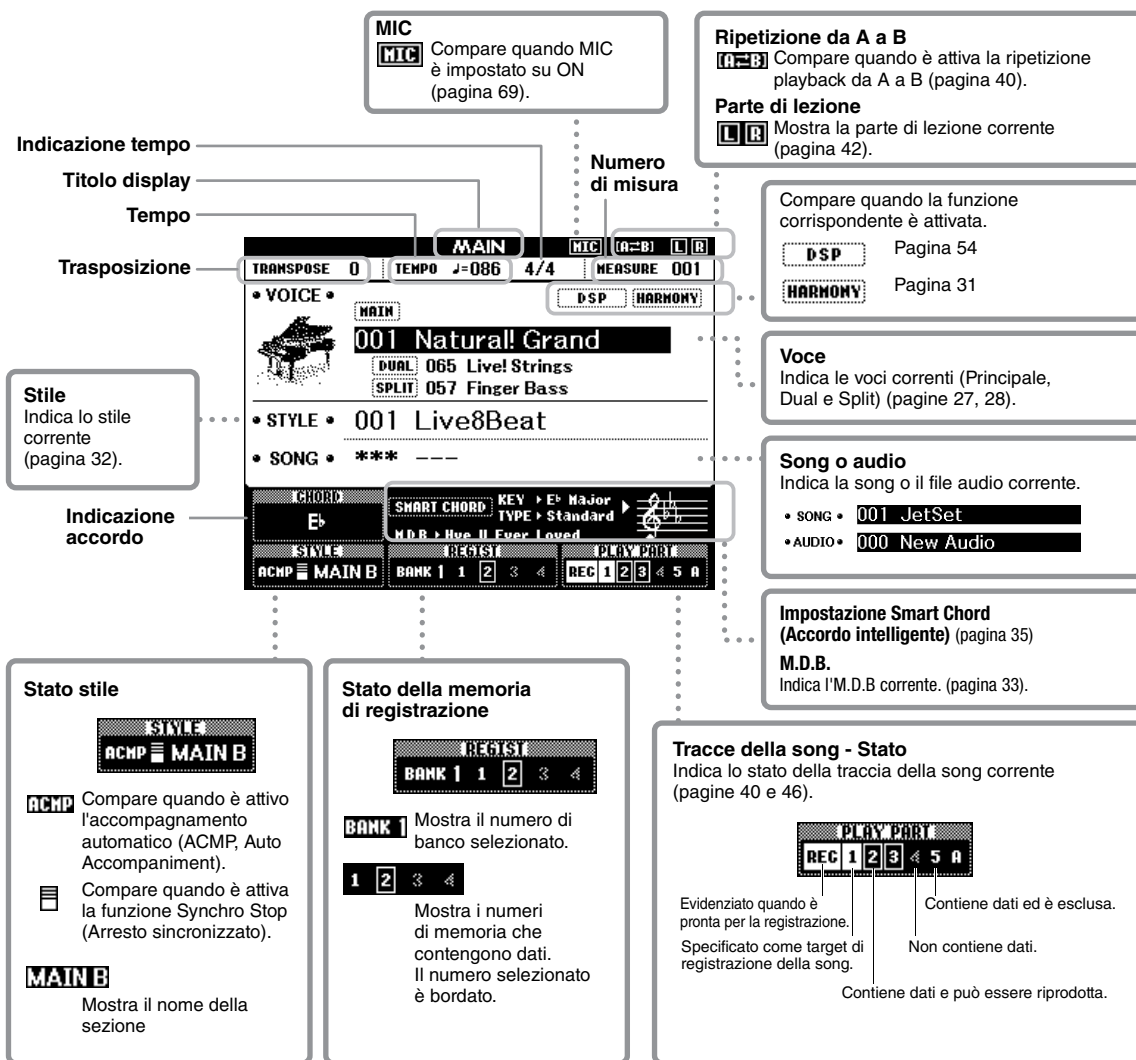 MIC
MIC Compare quando MIC
è impostato su ON
(pagina 69).
Ripetizione da A a B
[A⇄B] Compare quando è attiva la ripetizione
playback da A a B (pagina 40).
Parte di lezione
L R Mostra la parte di lezione corrente
(pagina 42).
Indicazione tempo
Titolo display
Tempo
Trasposizione
Numero
di misura
Compare quando la funzione
corrispondente è attivata.
DSP Pagina 54
HARMONY Pagina 31
MAIN MIC [A⇄B] L R
TRANSPOSE 0 TEMPO ♩=086 4/4 MEASURE 001
• VOICE • DSP HARMONY
MAIN
001 Natural! Grand
DUAL 065 Live! Strings
SPLIT 057 Finger Bass
• STYLE • 001 Live8Beat
• SONG • *** ---
CHORD
E♭
SMART CHORD KEY ▸ E♭ Major
TYPE ▸ Standard
M.D.B ▸ Hve U Ever Loved
STYLE REGIST PLAY PART
ACMP MAIN B BANK 1 1 2 3 4 REC 1 2 3 4 5 A
Stile
Indica lo stile
corrente
(pagina 32).
Indicazione
accordo
Voce
Indica le voci correnti (Principale,
Dual e Split) (pagine 27, 28).
Song o audio
Indica la song o il file audio corrente.
• SONG • 001 JetSet
• AUDIO • 000 New Audio
Impostazione Smart Chord
(Accordo intelligente) (pagina 35)
M.D.B.
Indica l'M.D.B corrente. (pagina 33).
Stato stile
STYLE
ACMP MAIN B
ACMP Compare quando è attivo
l'accompagnamento
automatico (ACMP, Auto
Accompaniment).
Compare quando è attiva
la funzione Synchro Stop
(Arresto sincronizzato).
MAIN B
Mostra il nome della
sezione
Stato della memoria
di registrazione
REGIST
BANK 1 1 2 3 4
BANK 1 Mostra il numero di
banco selezionato.
1 2 3 4
Mostra i numeri
di memoria che
contengono dati.
Il numero selezionato
è bordato.
Tracce della song - Stato
Indica lo stato della traccia della song corrente
(pagine 40 e 46).
PLAY PART
REC 1 2 3 4 5 A
Evidenziato quando è
pronta per la registrazione.
Contiene dati ed è esclusa.
Specificato come target di
registrazione della song.
Non contiene dati.
Contiene dati e può essere riprodotta.